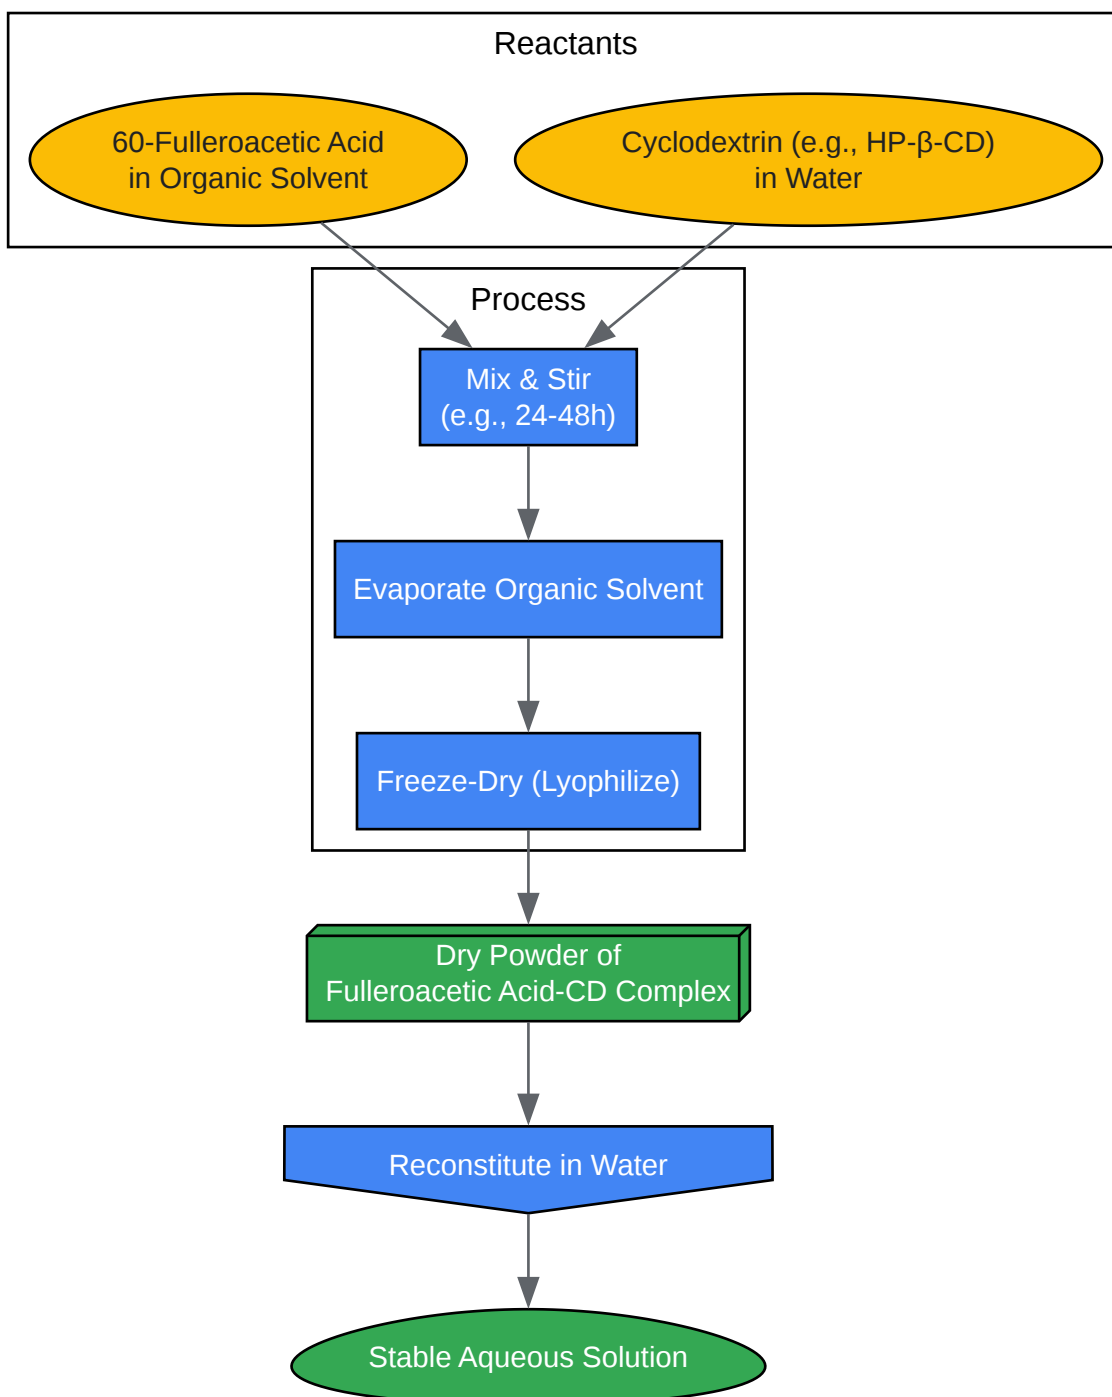 Reactants
60-Fulleroacetic Acid
in Organic Solvent
Cyclodextrin (e.g., HP-β-CD)
in Water
Process
Mix & Stir
(e.g., 24-48h)
Evaporate Organic Solvent
Freeze-Dry (Lyophilize)
Dry Powder of
Fulleroacetic Acid-CD Complex
Reconstitute in Water
Stable Aqueous Solution